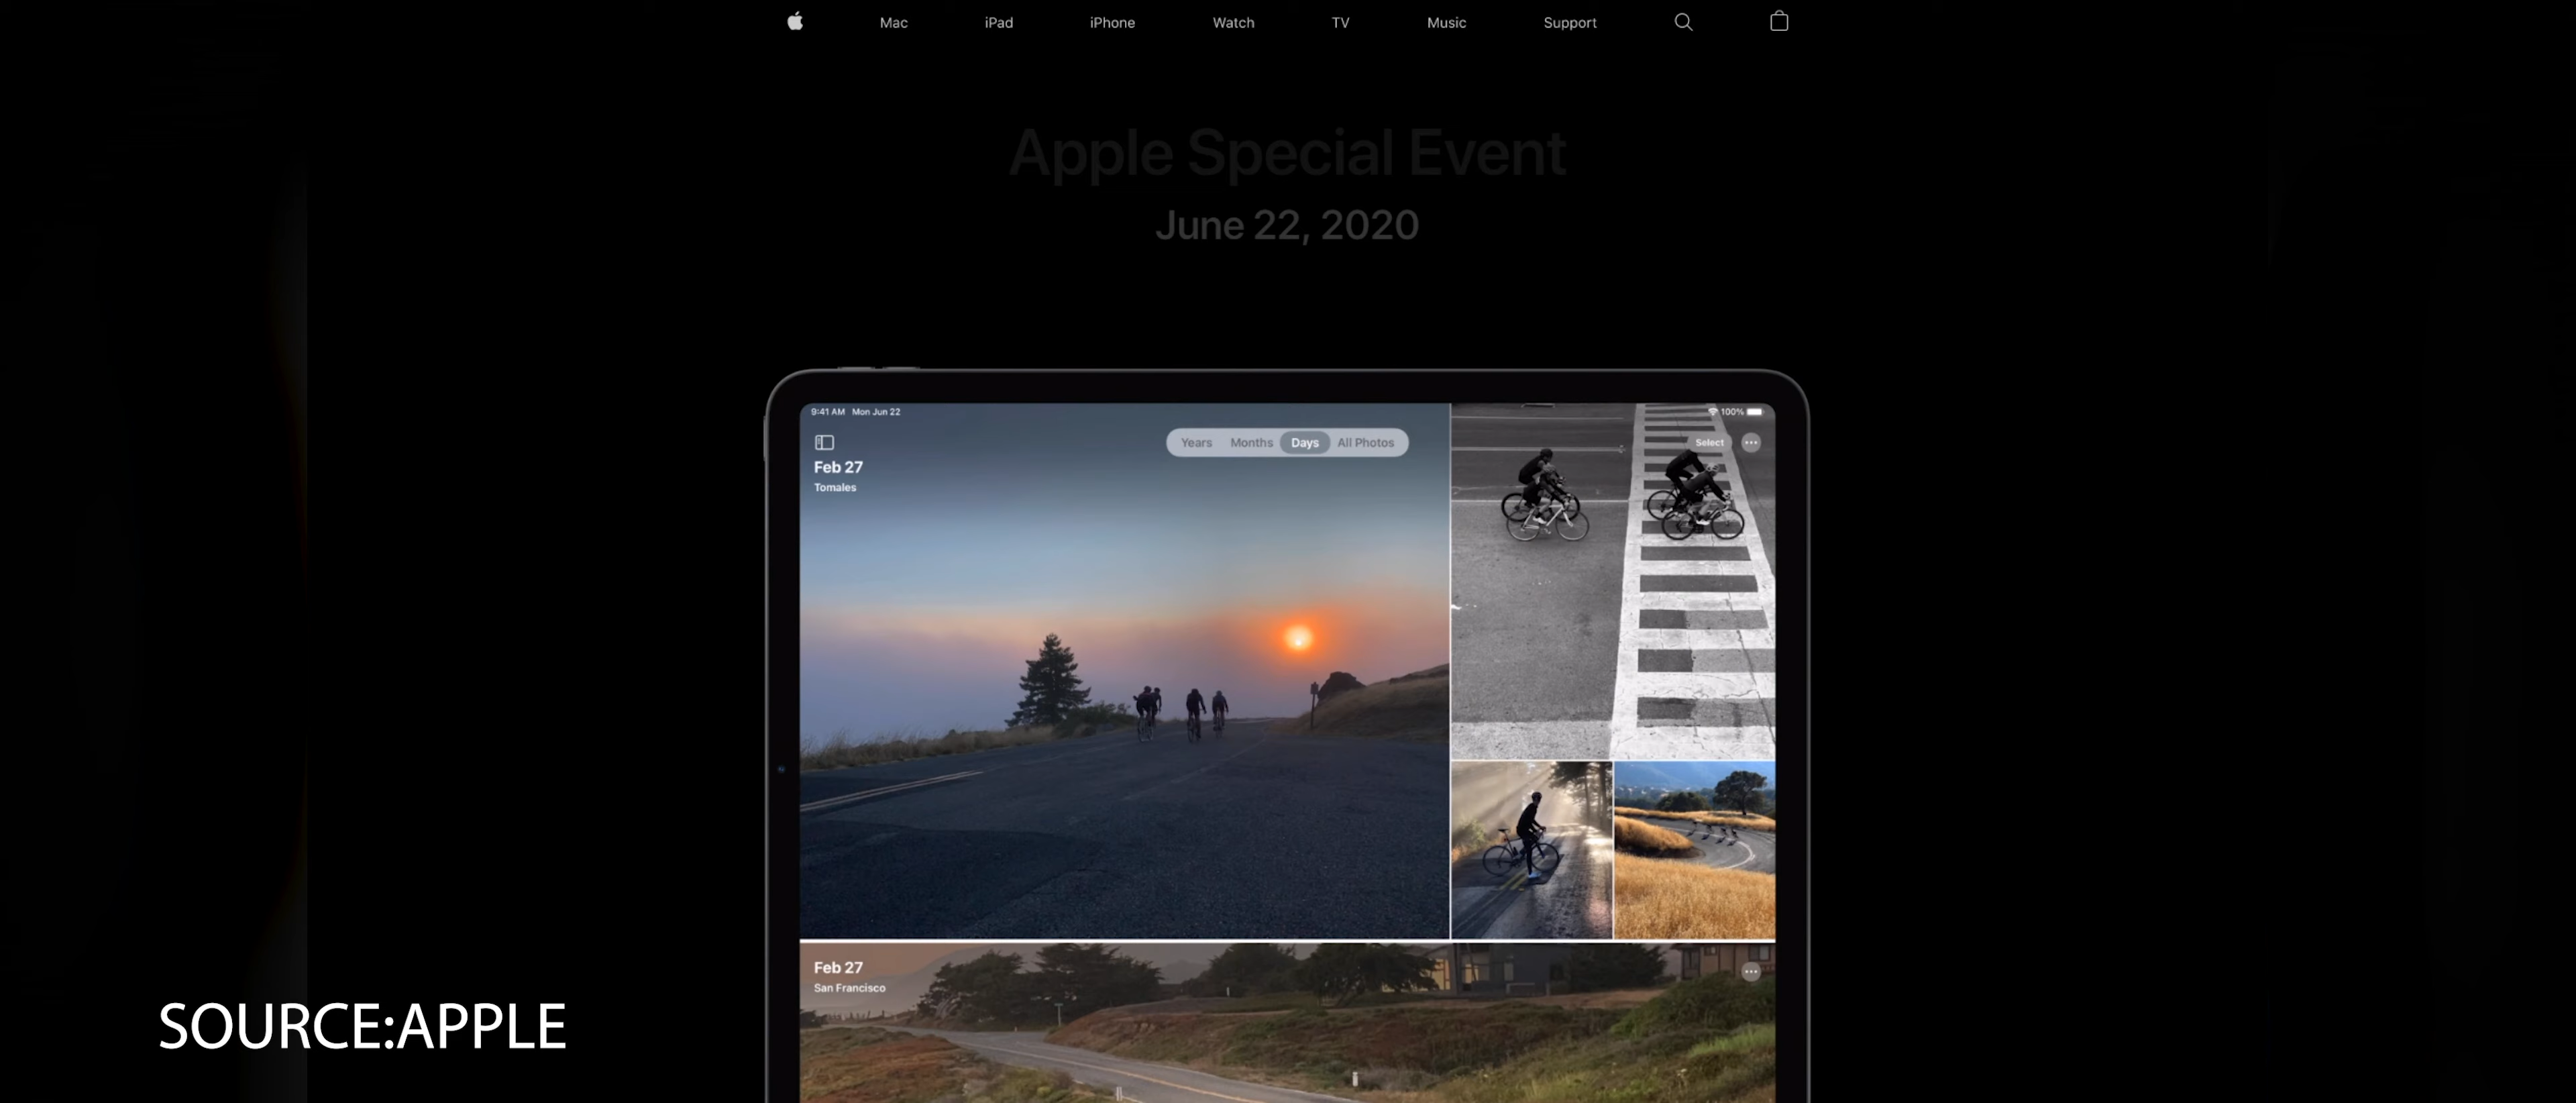 Mac iPad iPhone Watch TV Music Support
Apple Special Event
June 22, 2020
9:41 AM Mon Jun 22
100%
Years Months Days All Photos
Select
Feb 27
Tomales
Feb 27
San Francisco
SOURCE:APPLE